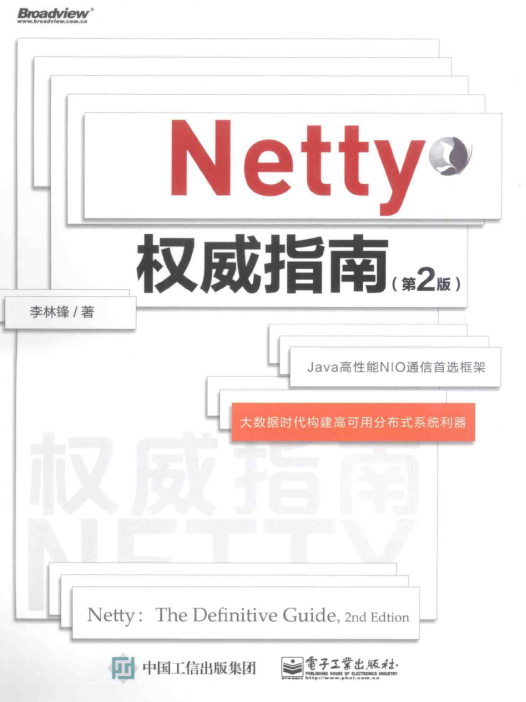 Broadview®
www.broadview.com.cn
Netty
权威指南(第2版)
李林锋 / 著
Java高性能NIO通信首选框架
大数据时代构建高可用分布式系统利器
权威指南
NETTY
Netty: The Definitive Guide, 2nd Edtion
中国工信出版集团
电子工业出版社·
PUBLISHING HOUSE OF ELECTRONICS INDUSTRY
http://www.phei.com.cn